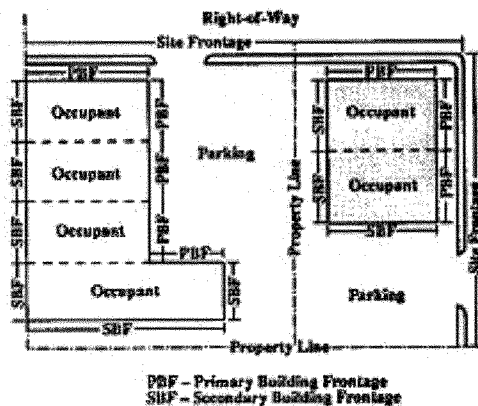 Right-of-Way
Site Frontage
PBF
PBF
SBF
Occupant
PBF
SBF
Occupant
PBF
Parking
SBF
Occupant
PBF
SBF
Occupant
PBF
Property Line
Site Frontage
SBF
Occupant
PBF
PBF
SBF
SBF
Occupant
SBF
Parking
SBF
Property Line
PBF – Primary Building Frontage
SBF – Secondary Building Frontage